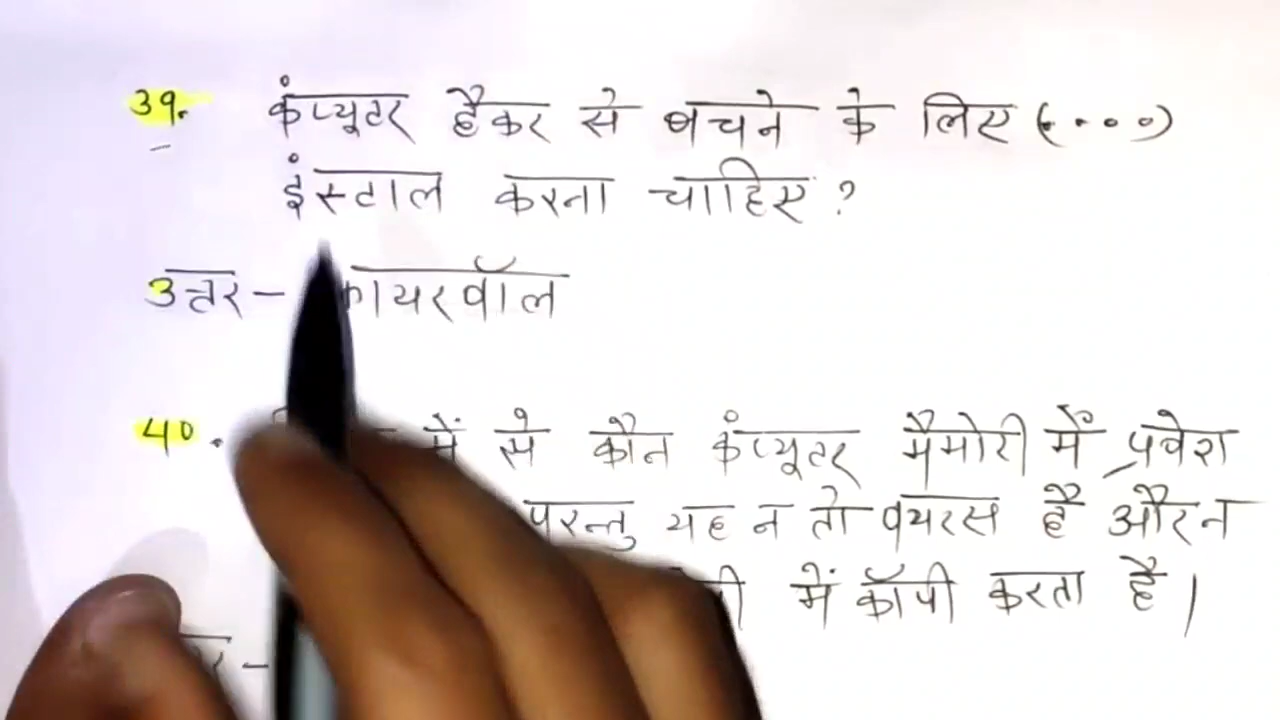 39. कंप्यूटर हैकर से बचने के लिए (....)
इंस्टाल करना चाहिए ?
उत्तर - फायरवॉल
40. में से कौन कंप्यूटर मैमोरी में प्रवेश
परन्तु यह न तो वायरस है और न
में कॉपी करता है।